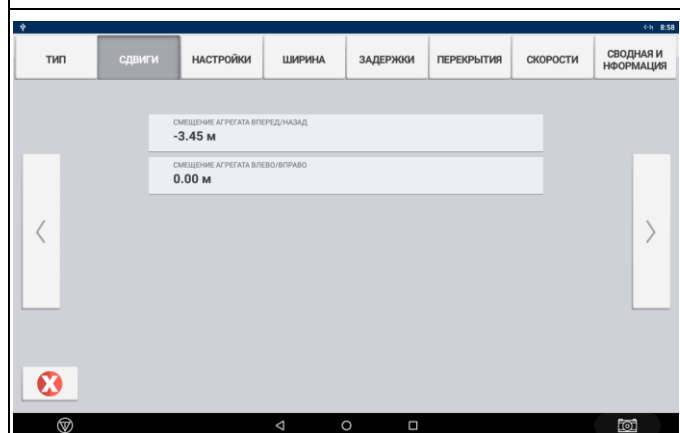 8:58
ТИП
СДВИГИ
НАСТРОЙКИ
ШИРИНА
ЗАДЕРЖКИ
ПЕРЕКРЫТИЯ
СКОРОСТИ
СВОДНАЯ И
НФОРМАЦИЯ
СМЕЩЕНИЕ АГРЕГАТА ВПЕРЕД/НАЗАД
-3.45 м
СМЕЩЕНИЕ АГРЕГАТА ВЛЕВО/ВПРАВО
0.00 м